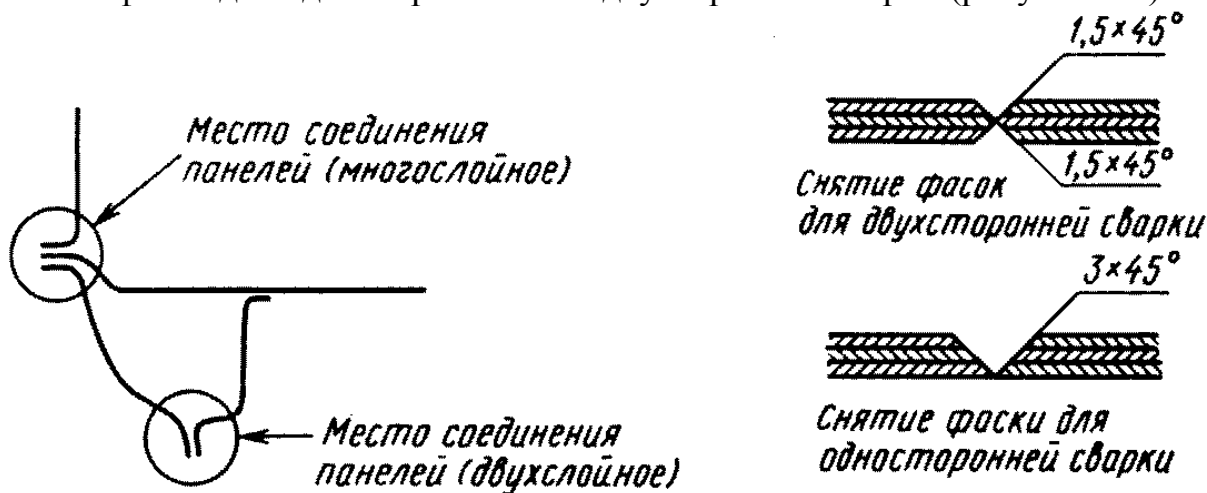 Место соединения
панелей (многослойное)
Место соединения
панелей (двухслойное)
1,5×45°
1,5×45°
Снятие фасок
для двухсторонней сварки
3×45°
Снятие фаски для
односторонней сварки